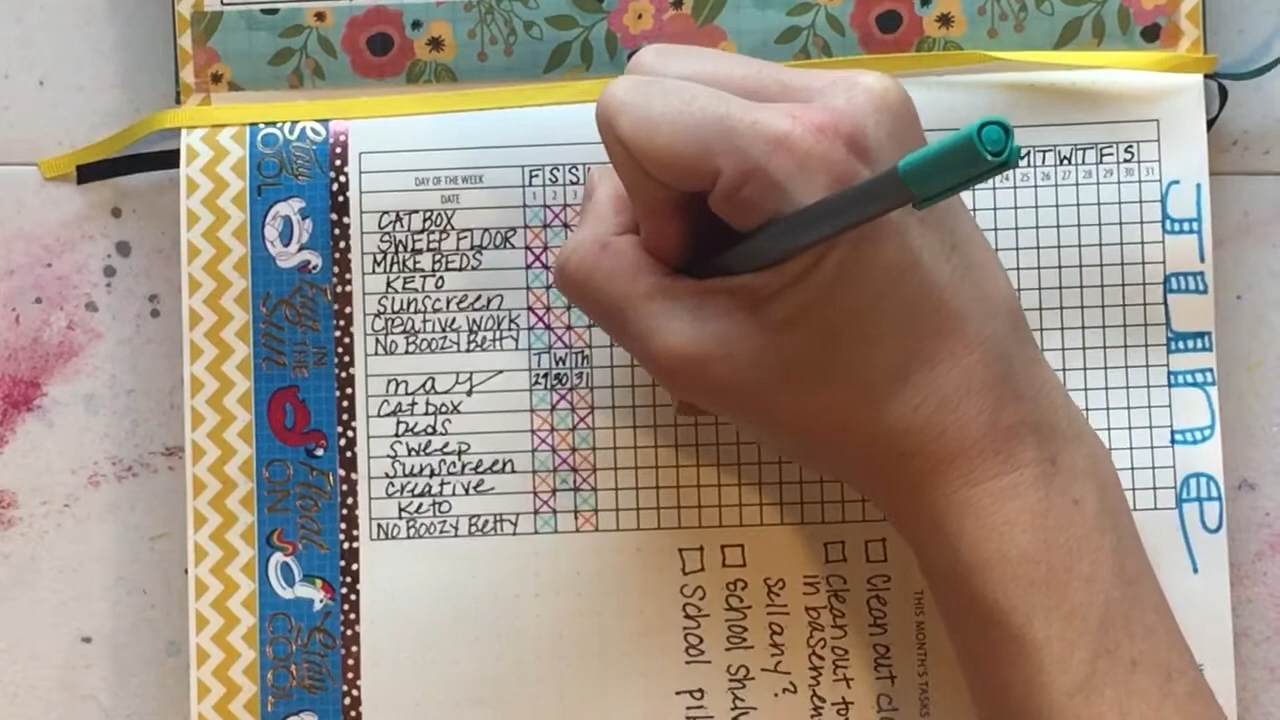 DAY OF THE WEEK F S S M T W T F S
DATE 1 2 3 24 25 26 27 28 29 30 31
CAT BOX
SWEEP FLOOR
MAKE BEDS
KETO
sunscreen
creative work
No Boozy Betty
T W Th
may 29 30 31
Cat box
beds
sweep
sunscreen
creative
Keto
No Boozy Betty
June
THIS MONTH'S TASKS
Clean out
Clean out
in
sell any?
School
School
Stay
COOL
Fun
IN
THE
Sun
Float
ON
Stay
COOL